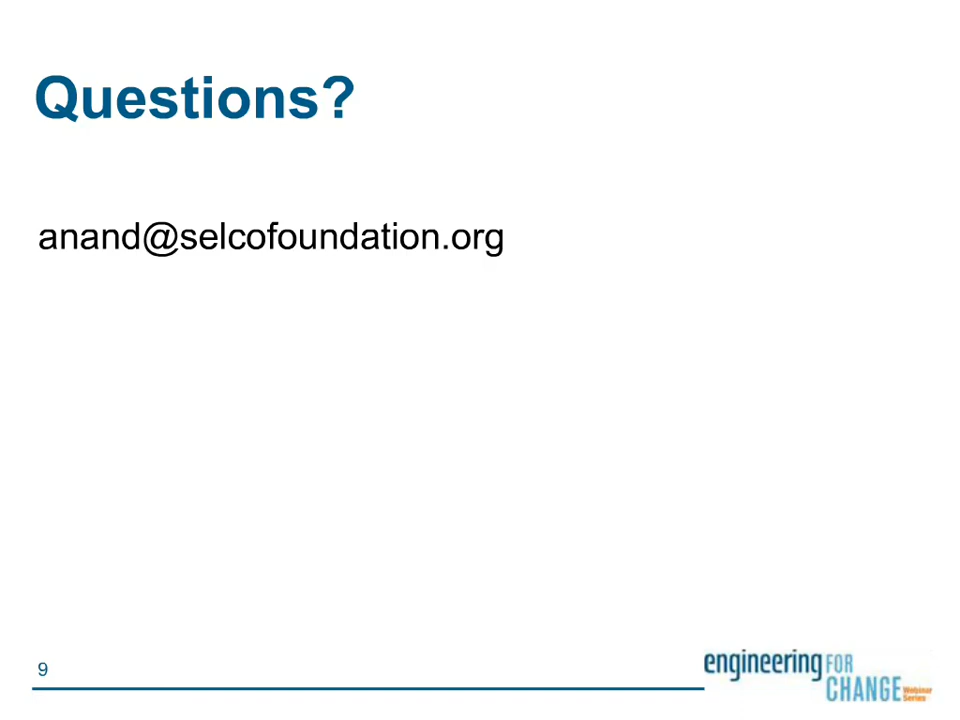 Questions?
anand@selcofoundation.org
9
engineering FOR
CHANGE Webinar
Series